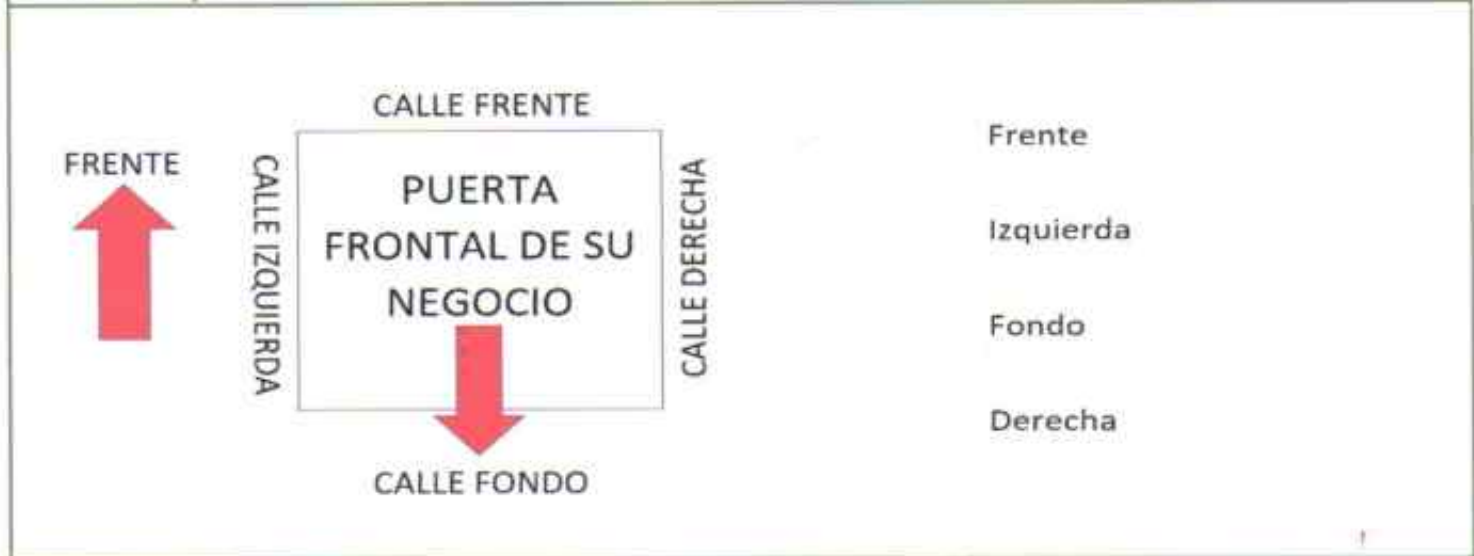 CALLE FRENTE
FRENTE
CALLE IZQUIERDA
PUERTA
FRONTAL DE SU
NEGOCIO
CALLE DERECHA
CALLE FONDO
Frente
Izquierda
Fondo
Derecha